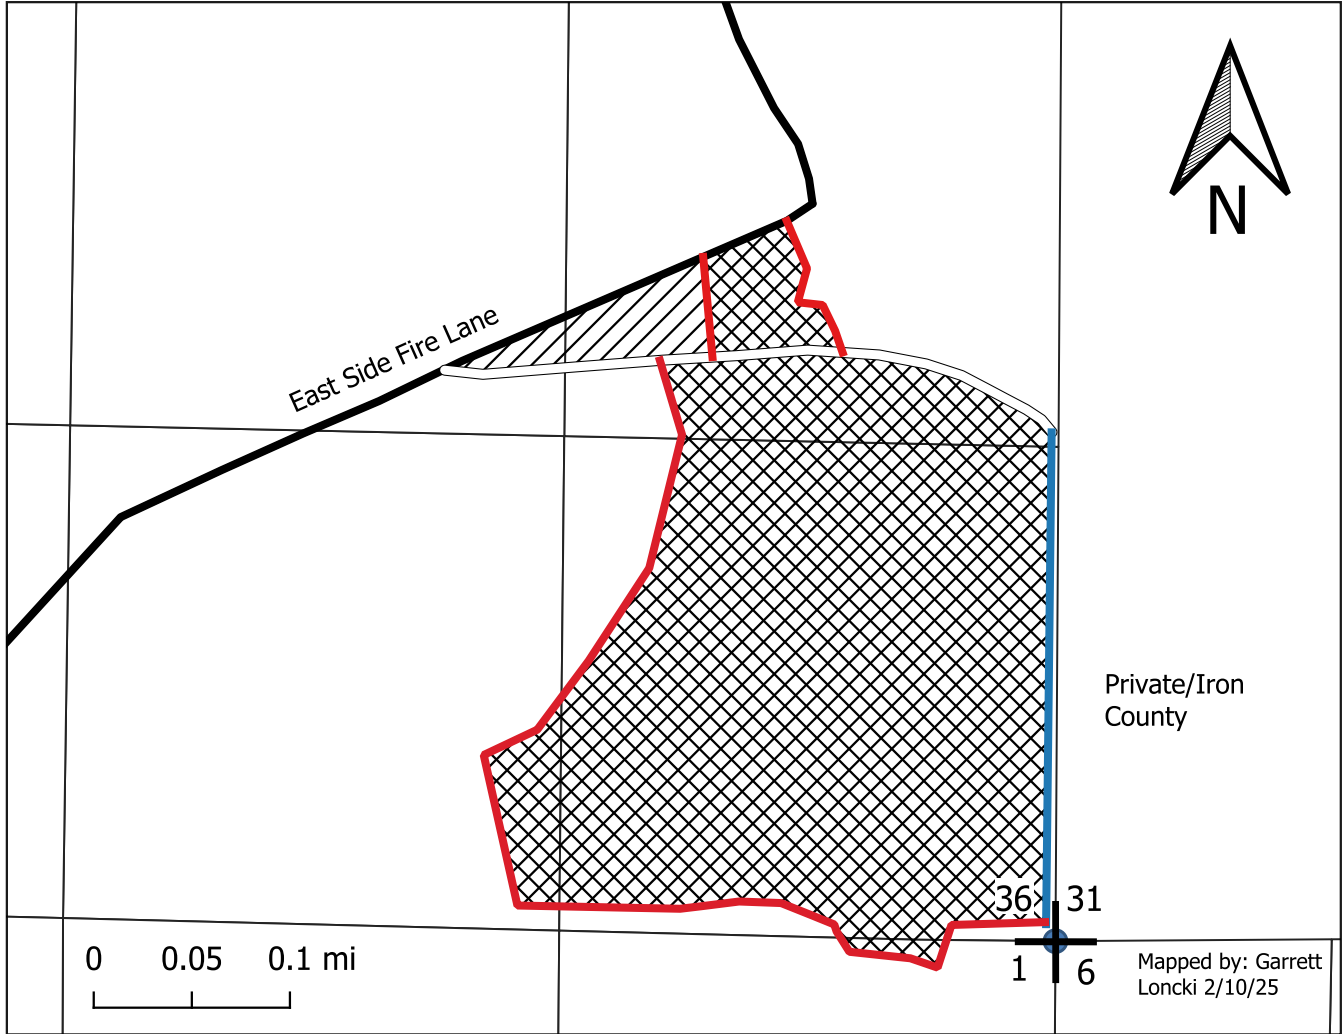 N
East Side Fire Lane
Private/Iron
County
36 31
1 6
0 0.05 0.1 mi
Mapped by: Garrett
Loncki 2/10/25